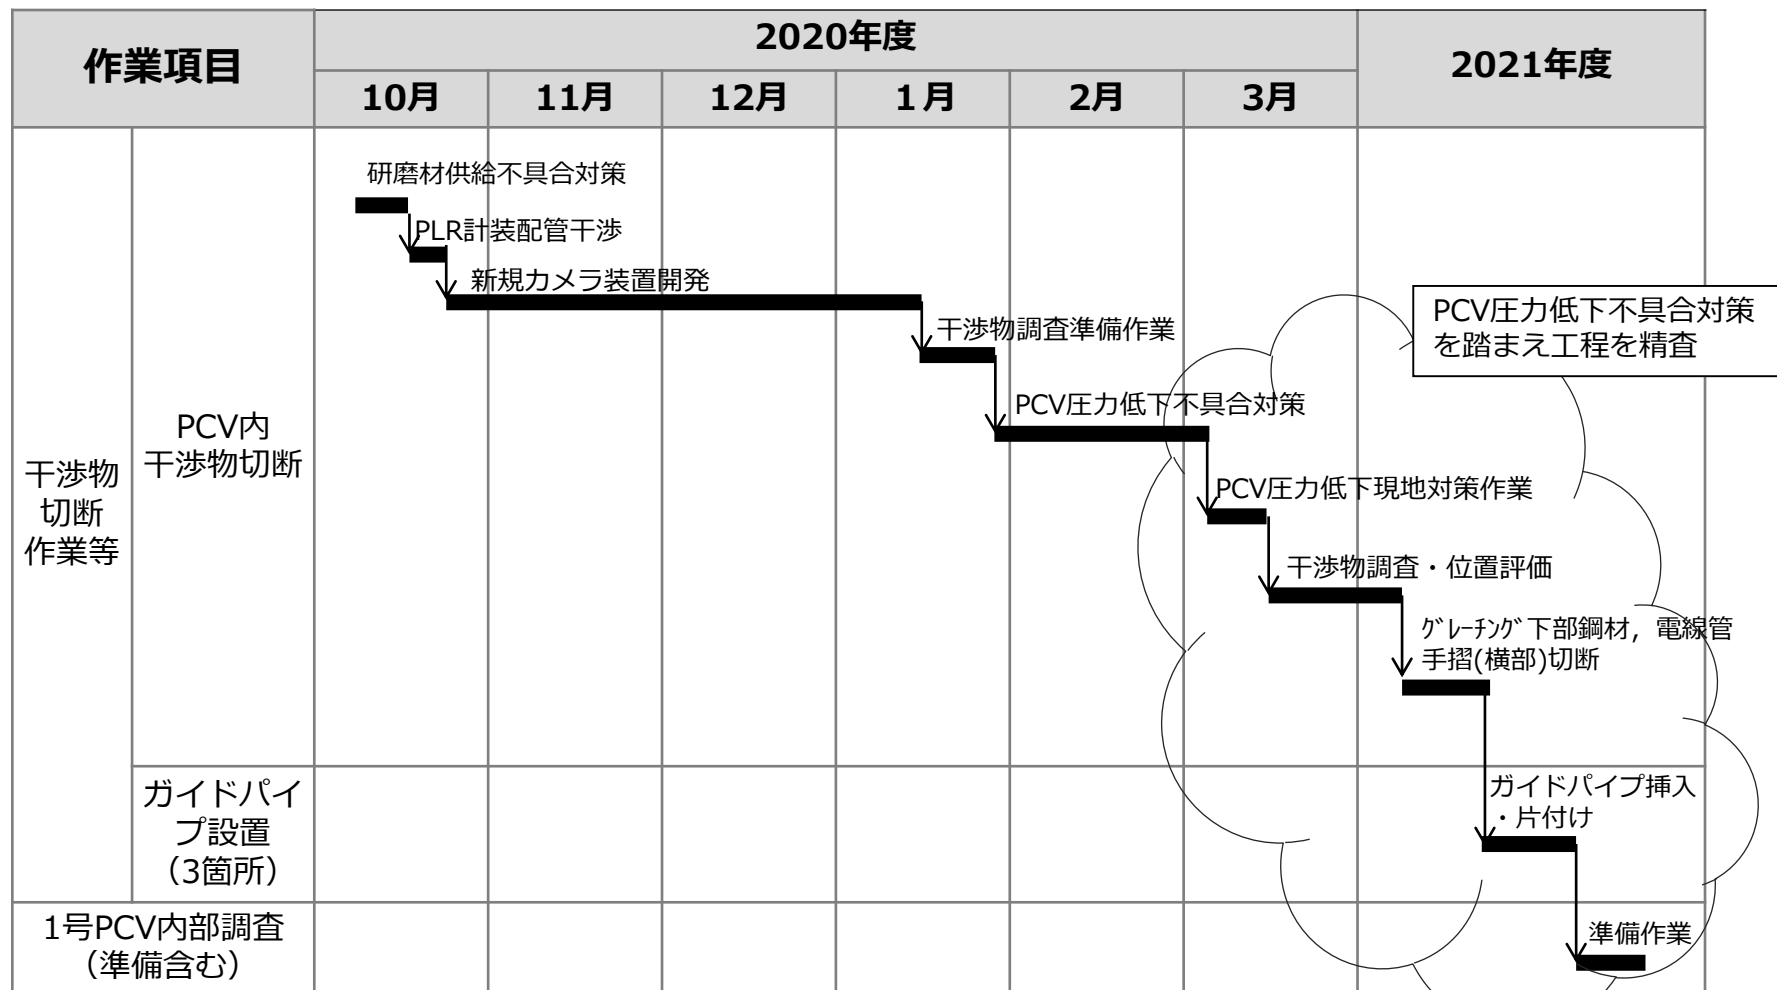 作業項目
2020年度
2021年度
10月
11月
12月
1月
2月
3月
干渉物
切断
作業等
PCV内
干渉物切断
研磨材供給不具合対策
PLR計装配管干渉
新規カメラ装置開発
干渉物調査準備作業
PCV圧力低下不具合対策
PCV圧力低下不具合対策
を踏まえ工程を精査
PCV圧力低下現地対策作業
干渉物調査・位置評価
ｸﾞﾚｰﾁﾝｸﾞ下部鋼材，電線管
手摺(横部)切断
ガイドパイ
プ設置
（3箇所）
ガイドパイプ挿入
・片付け
1号PCV内部調査
（準備含む）
準備作業